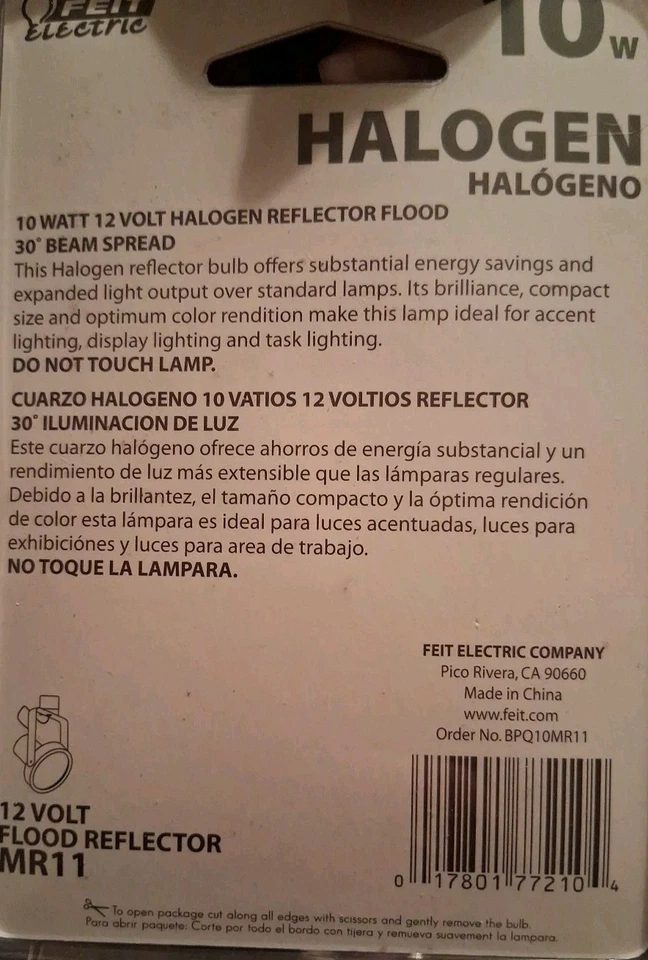 FEIT
Electric
10W
HALOGEN
HALÓGENO
10 WATT 12 VOLT HALOGEN REFLECTOR FLOOD
30° BEAM SPREAD
This Halogen reflector bulb offers substantial energy savings and
expanded light output over standard lamps. Its brilliance, compact
size and optimum color rendition make this lamp ideal for accent
lighting, display lighting and task lighting.
DO NOT TOUCH LAMP.
CUARZO HALOGENO 10 VATIOS 12 VOLTIOS REFLECTOR
30° ILUMINACION DE LUZ
Este cuarzo halógeno ofrece ahorros de energía substancial y un
rendimiento de luz más extensible que las lámparas regulares.
Debido a la brillantez, el tamaño compacto y la óptima rendición
de color esta lámpara es ideal para luces acentuadas, luces para
exhibiciónes y luces para area de trabajo.
NO TOQUE LA LAMPARA.
FEIT ELECTRIC COMPANY
Pico Rivera, CA 90660
Made in China
www.feit.com
Order No. BPQ10MR11
12 VOLT
FLOOD REFLECTOR
MR11
0 17801 77210 4
To open package cut along all edges with scissors and gently remove the bulb.
Para abrir paquete: Corte por todo el bordo con tijera y remueva suavement la lampara.